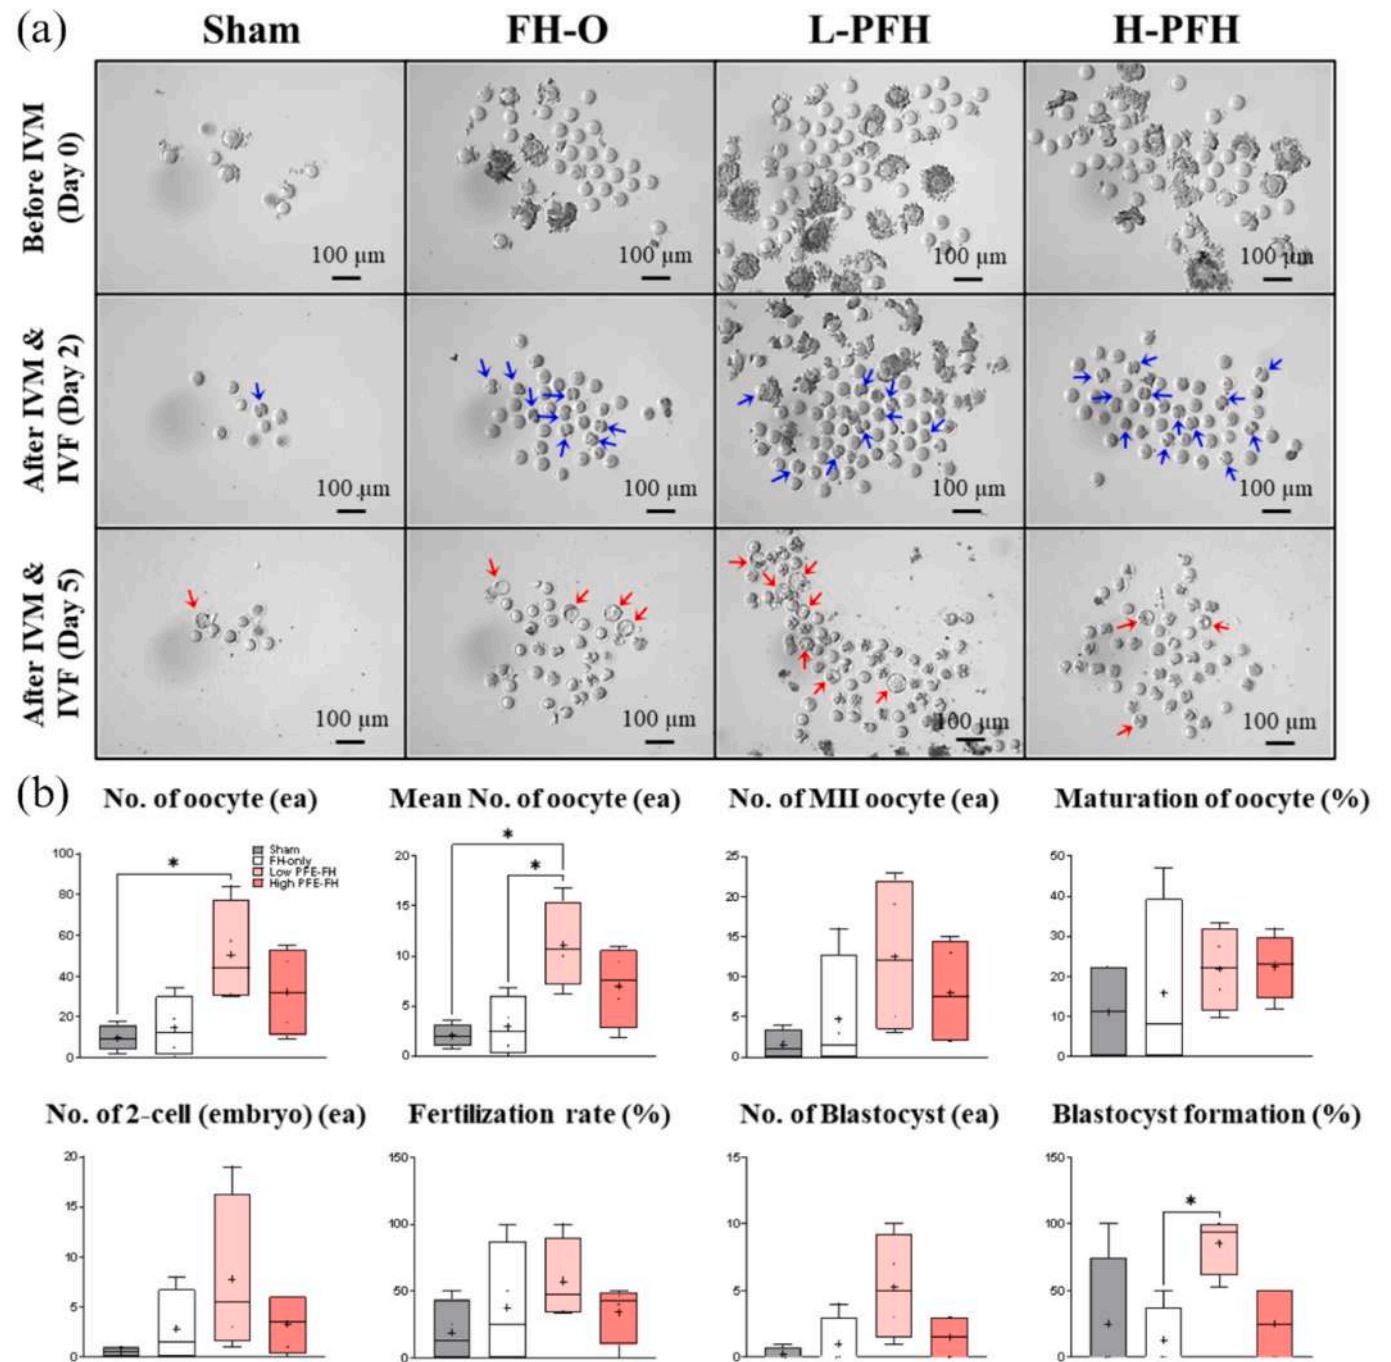 (a)
Sham FH-O L-PFH H-PFH
Before IVM
(Day 0)
100 µm 100 µm 100 µm 100 µm
After IVM &
IVF (Day 2)
100 µm 100 µm 100 µm 100 µm
After IVM &
IVF (Day 5)
100 µm 100 µm 100 µm 100 µm
(b)
No. of oocyte (ea) Mean No. of oocyte (ea) No. of MII oocyte (ea) Maturation of oocyte (%)
Sham
FH-only
Low PFE-FH
High PFE-FH
100
80
60
40
20
0
*
20
15
10
5
0
*
*
25
20
15
10
5
0
50
40
30
20
10
0
No. of 2-cell (embryo) (ea) Fertilization rate (%) No. of Blastocyst (ea) Blastocyst formation (%)
20
15
10
5
0
150
100
50
0
15
10
5
0
150
100
50
0
*